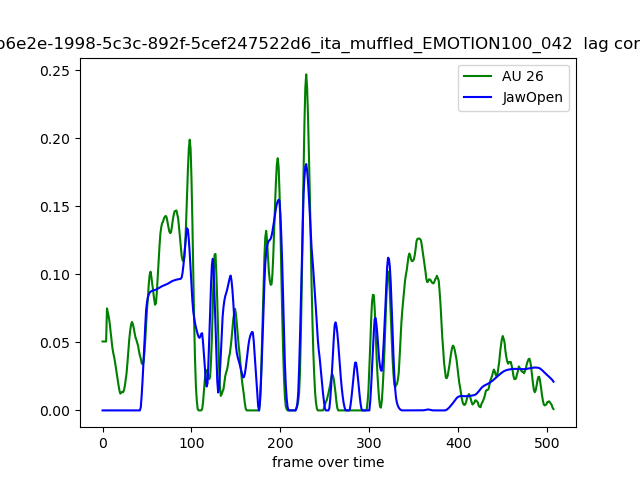 b6e2e-1998-5c3c-892f-5cef247522d6_ita_muffled_EMOTION100_042 lag cor
AU 26
JawOpen
0.25
0.20
0.15
0.10
0.05
0.00
0 100 200 300 400 500
frame over time